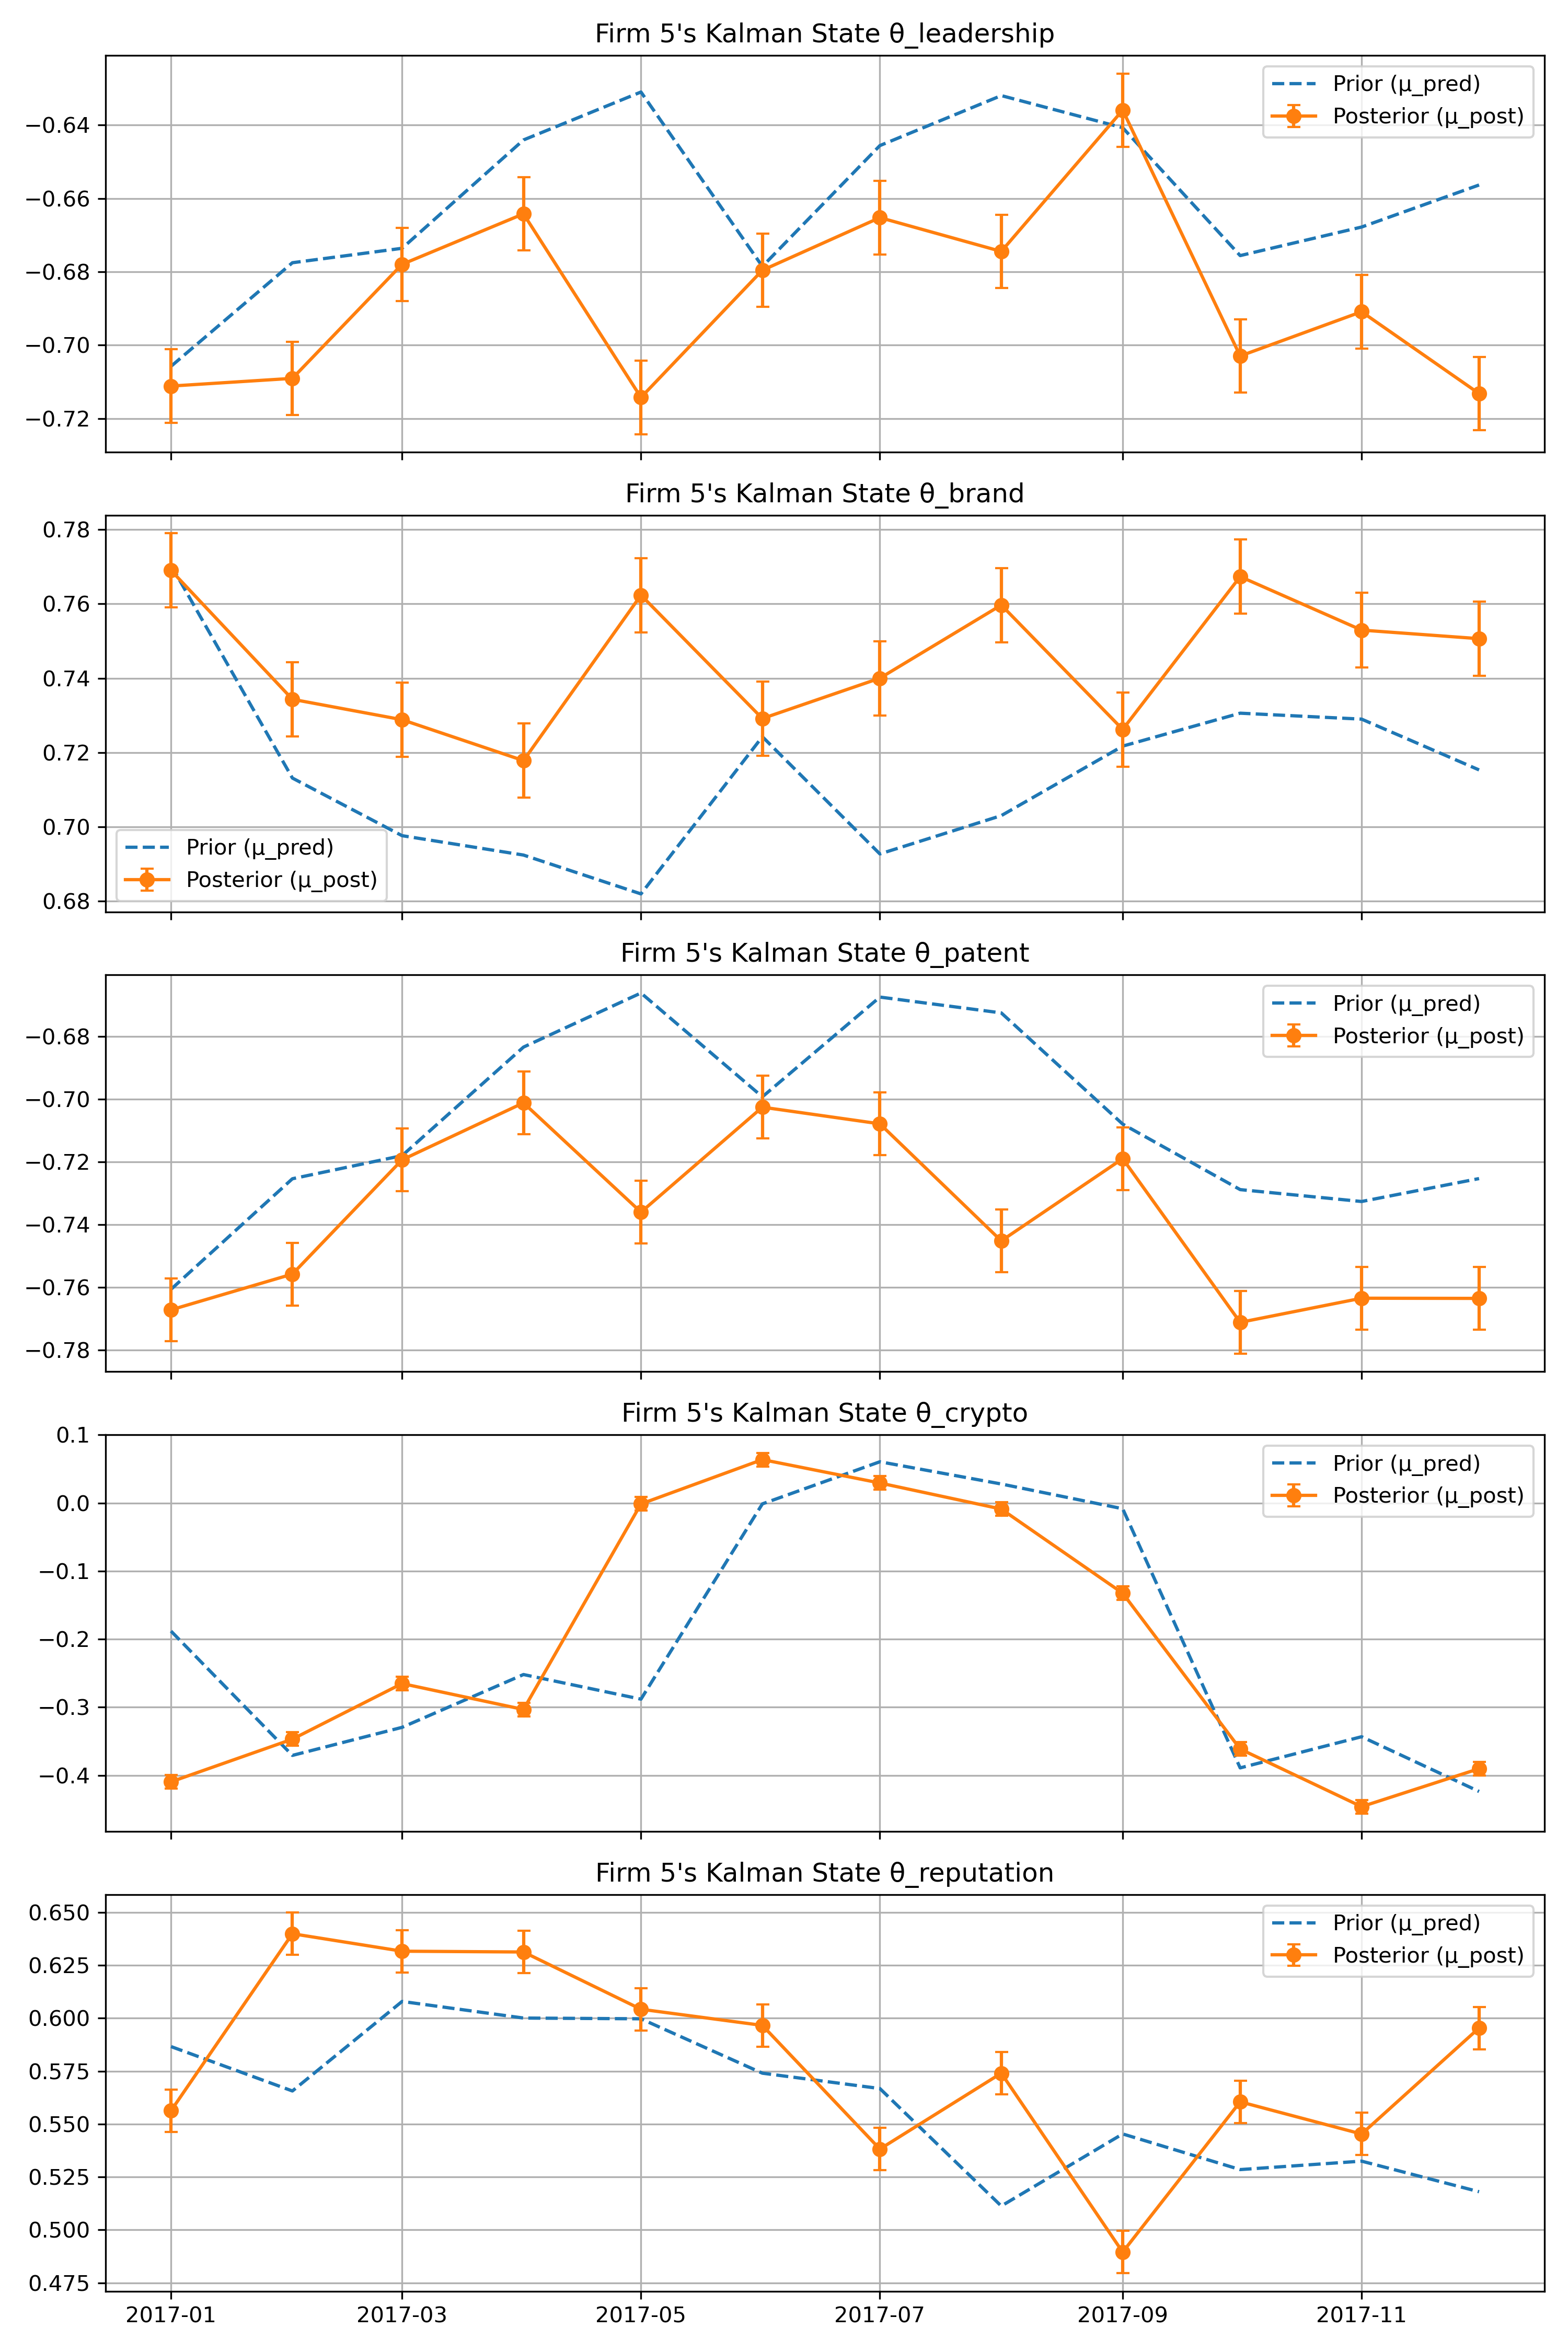 Firm 5's Kalman State θ_leadership
Prior (μ_pred)
Posterior (μ_post)
−0.64
−0.66
−0.68
−0.70
−0.72
Firm 5's Kalman State θ_brand
0.78
0.76
0.74
0.72
0.70
0.68
Prior (μ_pred)
Posterior (μ_post)
Firm 5's Kalman State θ_patent
Prior (μ_pred)
Posterior (μ_post)
−0.68
−0.70
−0.72
−0.74
−0.76
−0.78
Firm 5's Kalman State θ_crypto
Prior (μ_pred)
Posterior (μ_post)
0.1
0.0
−0.1
−0.2
−0.3
−0.4
Firm 5's Kalman State θ_reputation
Prior (μ_pred)
Posterior (μ_post)
0.650
0.625
0.600
0.575
0.550
0.525
0.500
0.475
2017-01 2017-03 2017-05 2017-07 2017-09 2017-11